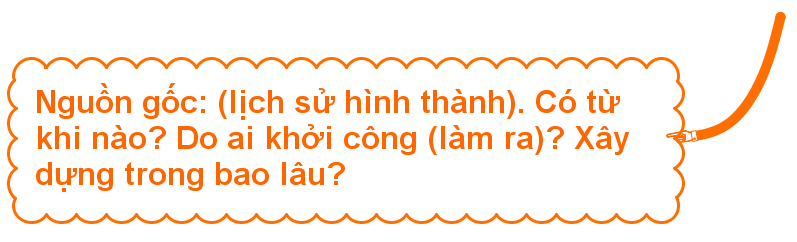 Nguồn gốc: (lịch sử hình thành). Có từ
khi nào? Do ai khởi công (làm ra)? Xây
dựng trong bao lâu?